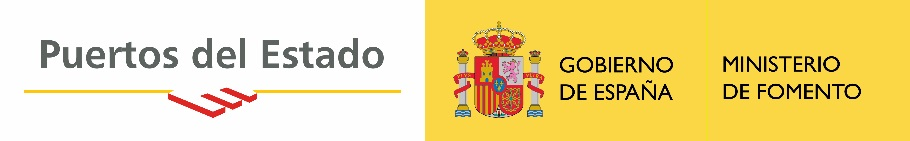 Puertos del Estado
GOBIERNO
DE ESPAÑA
MINISTERIO
DE FOMENTO